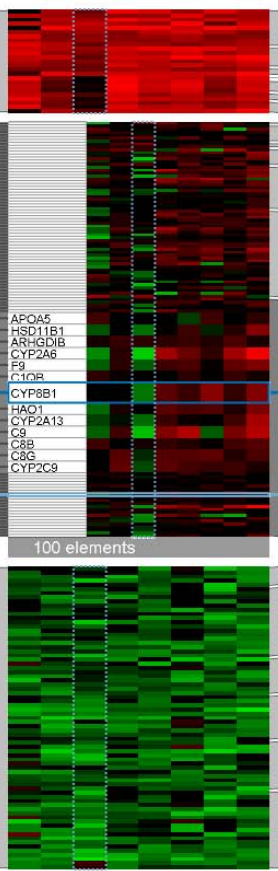 APOA5
HSD11B1
ARHGDIB
CYP2A6
F9
C1QB
CYP8B1
HAO1
CYP2A13
C9
C8B
C8G
CYP2C9
100 elements